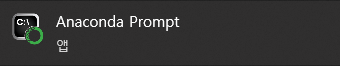 Anaconda Prompt
앱